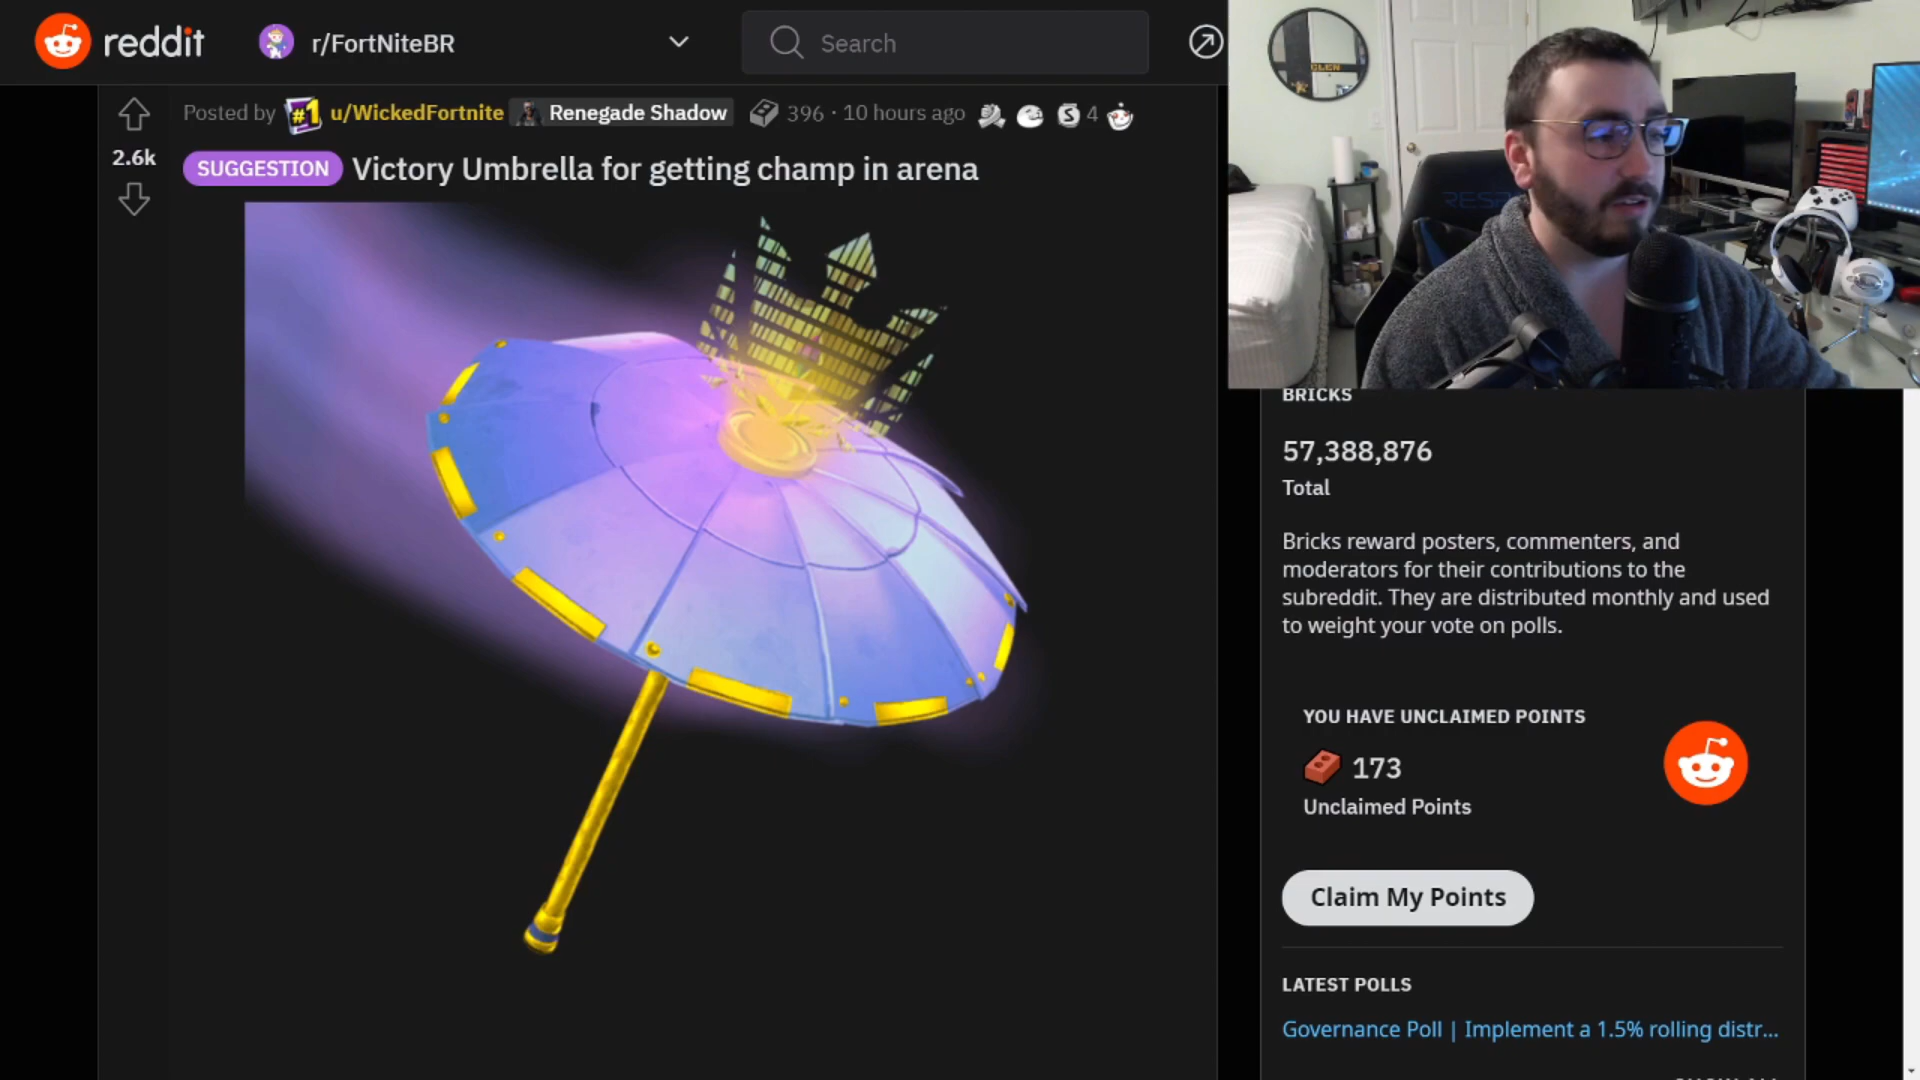 reddit
r/FortNiteBR
Search
Posted by u/WickedFortnite Renegade Shadow 396 · 10 hours ago 4
2.6k
SUGGESTION Victory Umbrella for getting champ in arena
BRICKS
57,388,876
Total
Bricks reward posters, commenters, and
moderators for their contributions to the
subreddit. They are distributed monthly and used
to weight your vote on polls.
YOU HAVE UNCLAIMED POINTS
173
Unclaimed Points
Claim My Points
LATEST POLLS
Governance Poll | Implement a 1.5% rolling distr...